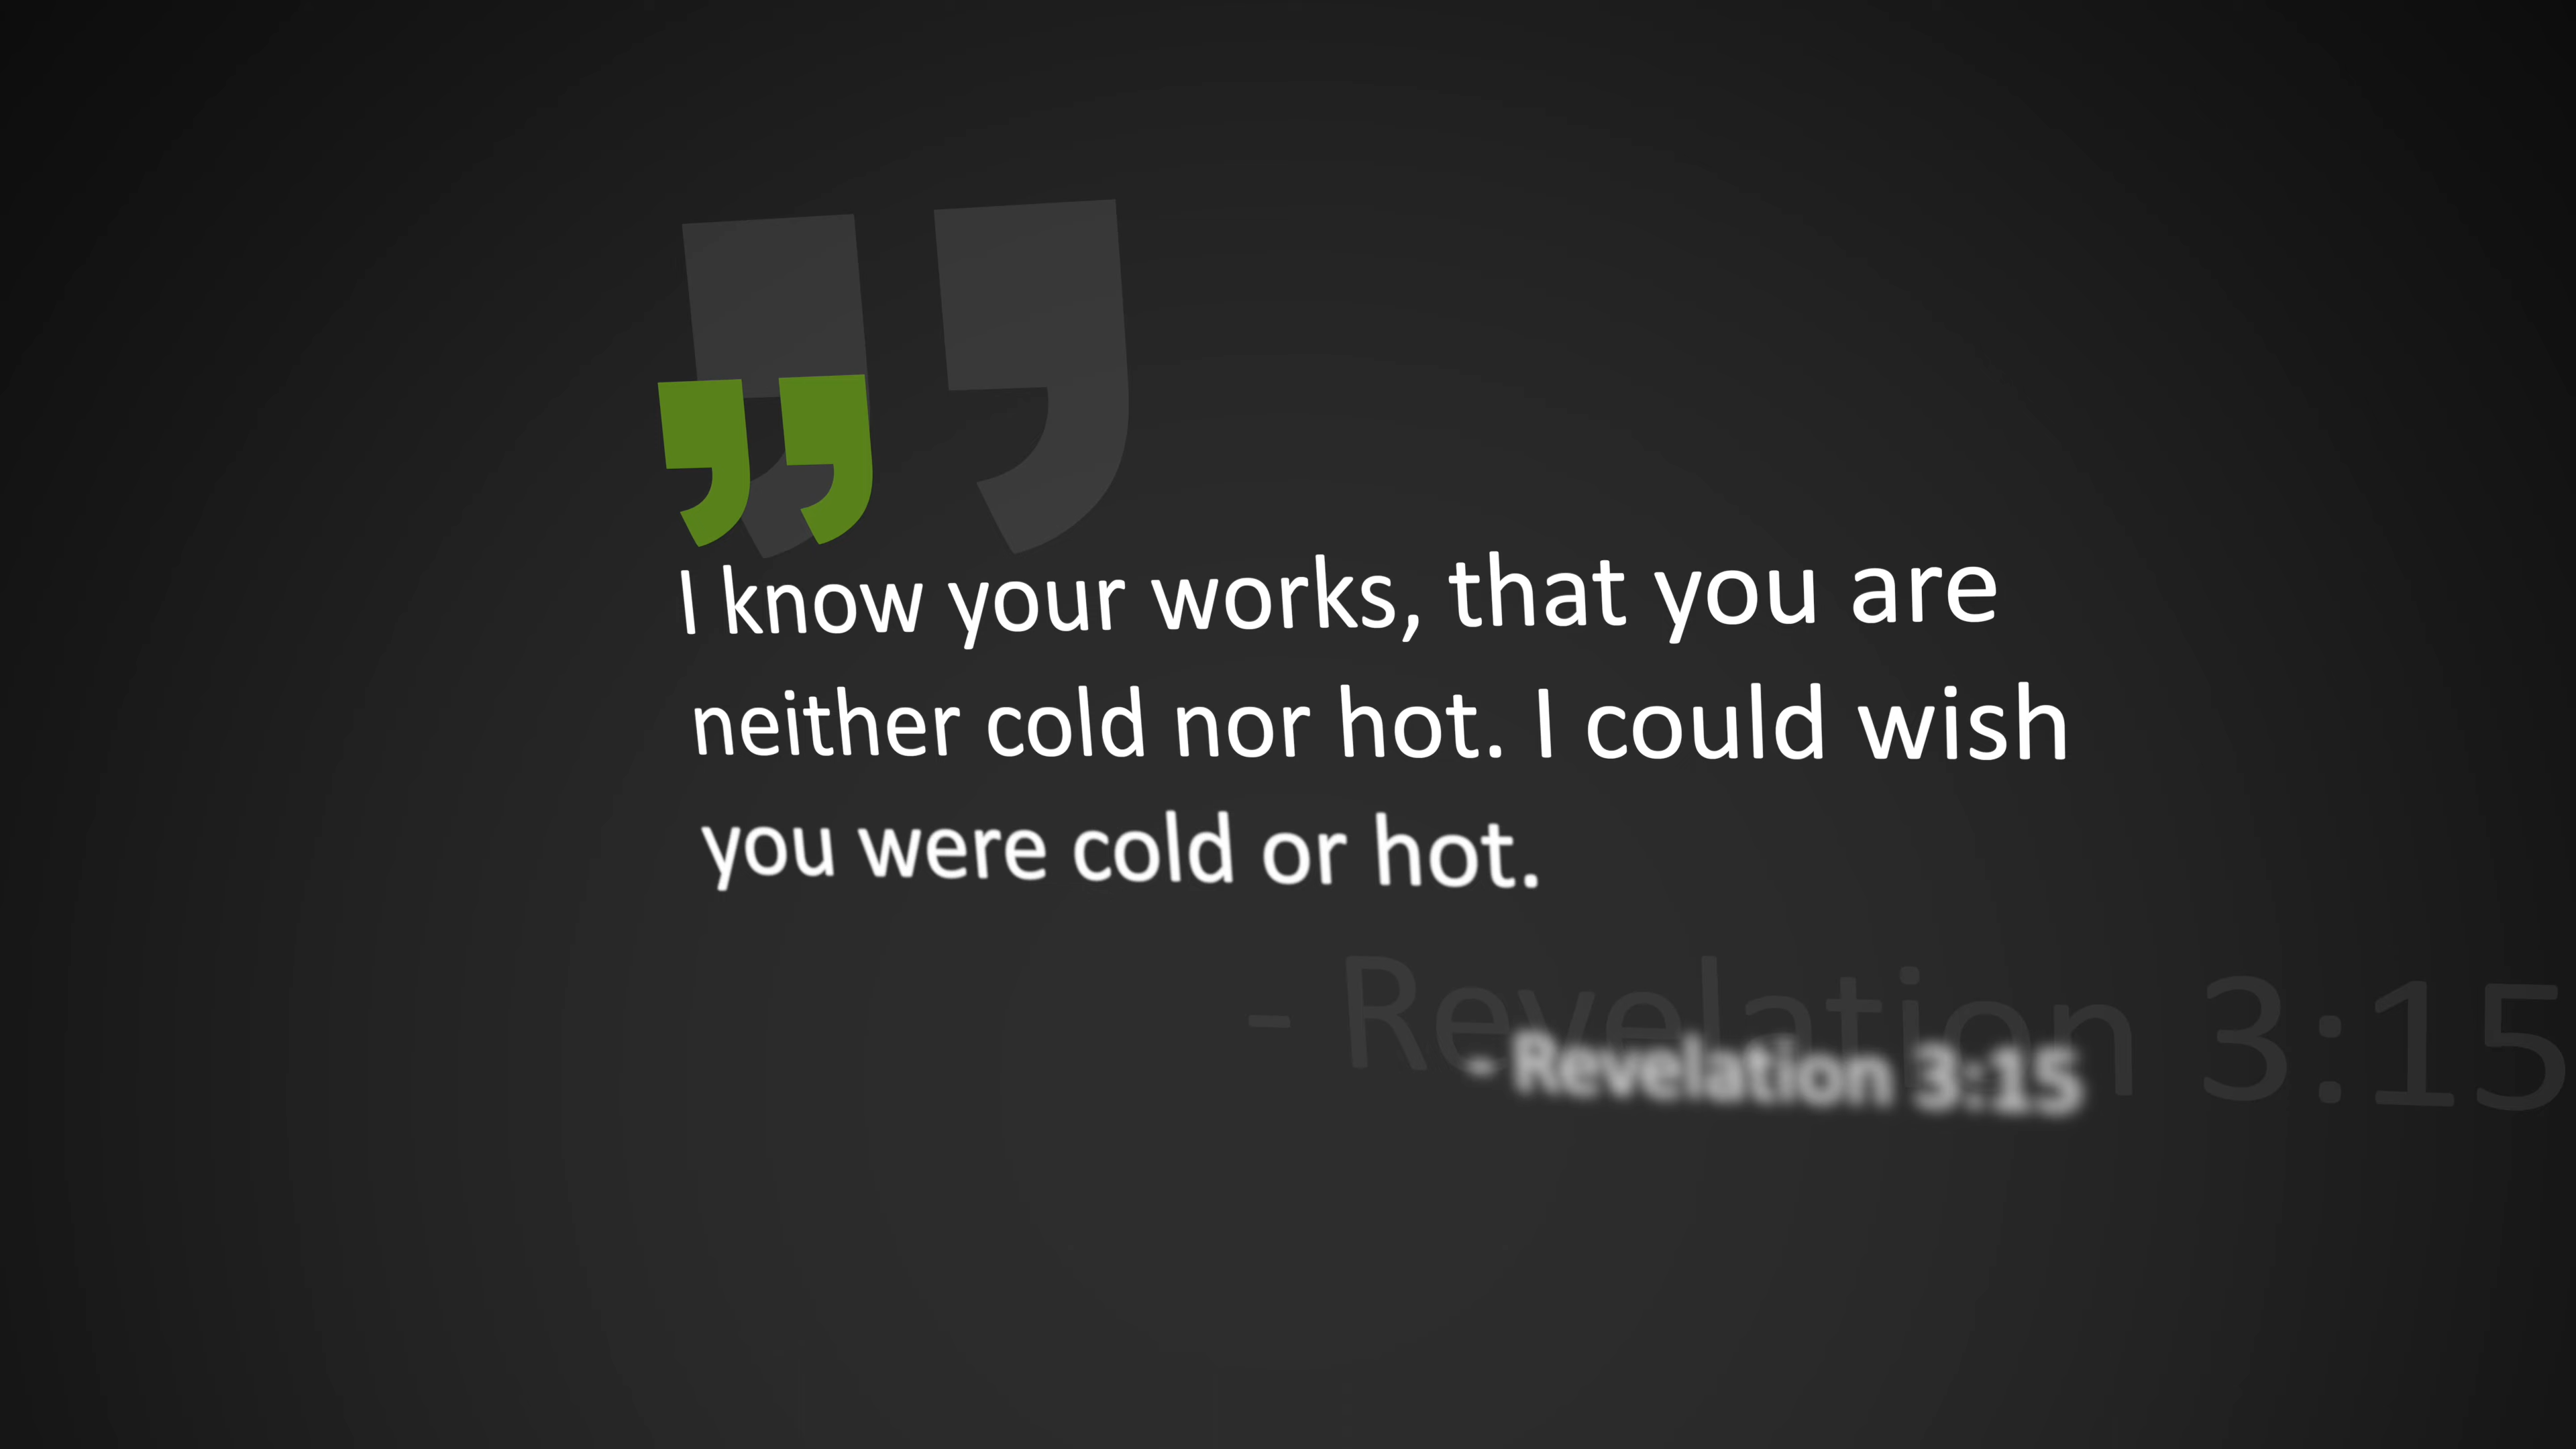 ”
I know your works, that you are
neither cold nor hot. I could wish
you were cold or hot.
- Revelation 3:15
- Revelation 3:15